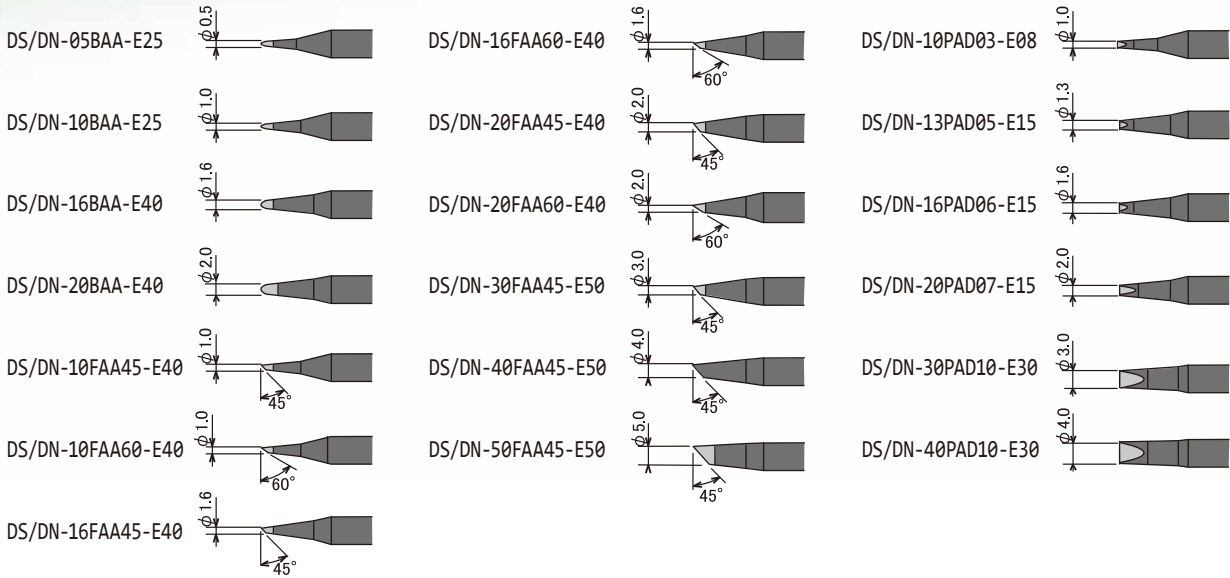 DS/DN-05BAA-E25
φ0.5
DS/DN-10BAA-E25
φ1.0
DS/DN-16BAA-E40
φ1.6
DS/DN-20BAA-E40
φ2.0
DS/DN-10FAA45-E40
φ1.0
45°
DS/DN-10FAA60-E40
φ1.0
60°
DS/DN-16FAA45-E40
φ1.6
45°
DS/DN-16FAA60-E40
φ1.6
60°
DS/DN-20FAA45-E40
φ2.0
45°
DS/DN-20FAA60-E40
φ2.0
60°
DS/DN-30FAA45-E50
φ3.0
45°
DS/DN-40FAA45-E50
φ4.0
45°
DS/DN-50FAA45-E50
φ5.0
45°
DS/DN-10PAD03-E08
φ1.0
DS/DN-13PAD05-E15
φ1.3
DS/DN-16PAD06-E15
φ1.6
DS/DN-20PAD07-E15
φ2.0
DS/DN-30PAD10-E30
φ3.0
DS/DN-40PAD10-E30
φ4.0